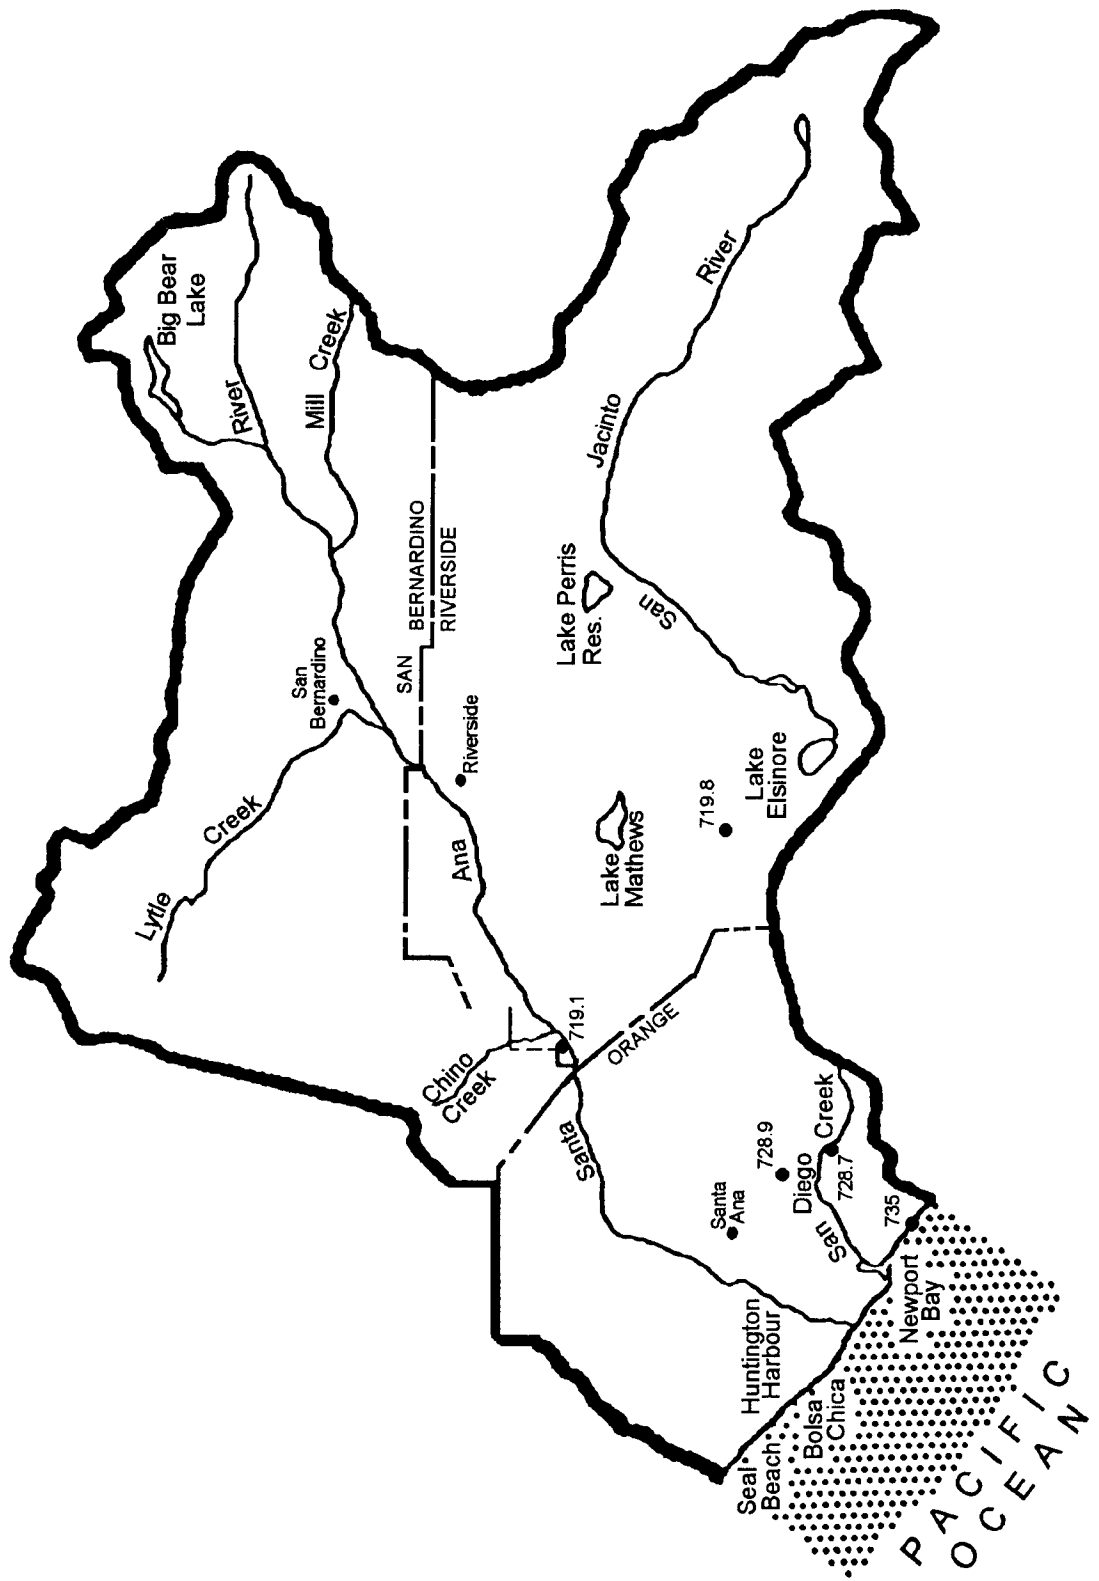 Big Bear
Lake
River
Mill Creek
San
Bernardino
SAN BERNARDINO
RIVERSIDE
Riverside
Lytle Creek
Ana
Lake Perris
Res.
San Jacinto River
Lake
Elsinore
Lake
Mathews
719.8
719.1
ORANGE
Chino
Creek
Santa
Santa
Ana
728.9
San Diego Creek
728.7
735
Newport
Bay
Huntington
Harbour
Bolsa
Chica
Seal
Beach
PACIFIC
OCEAN